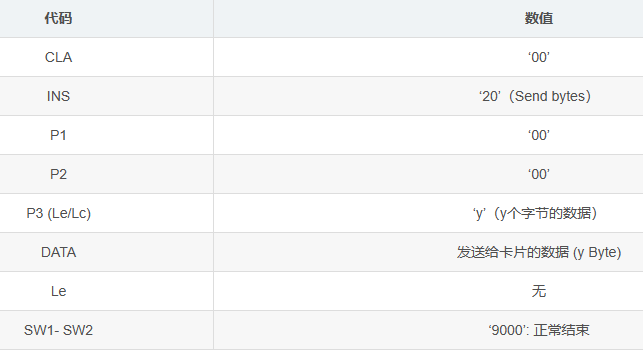 代码 数值
CLA ‘00’
INS ‘20’（Send bytes）
P1 ‘00’
P2 ‘00’
P3 (Le/Lc) ‘y’（y个字节的数据）
DATA 发送给卡片的数据 (y Byte)
Le 无
SW1- SW2 ‘9000’: 正常结束